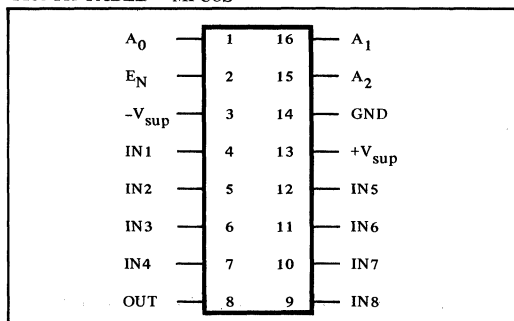 A0 1 16 A1
EN 2 15 A2
-Vsup 3 14 GND
IN1 4 13 +Vsup
IN2 5 12 IN5
IN3 6 11 IN6
IN4 7 10 IN7
OUT 8 9 IN8